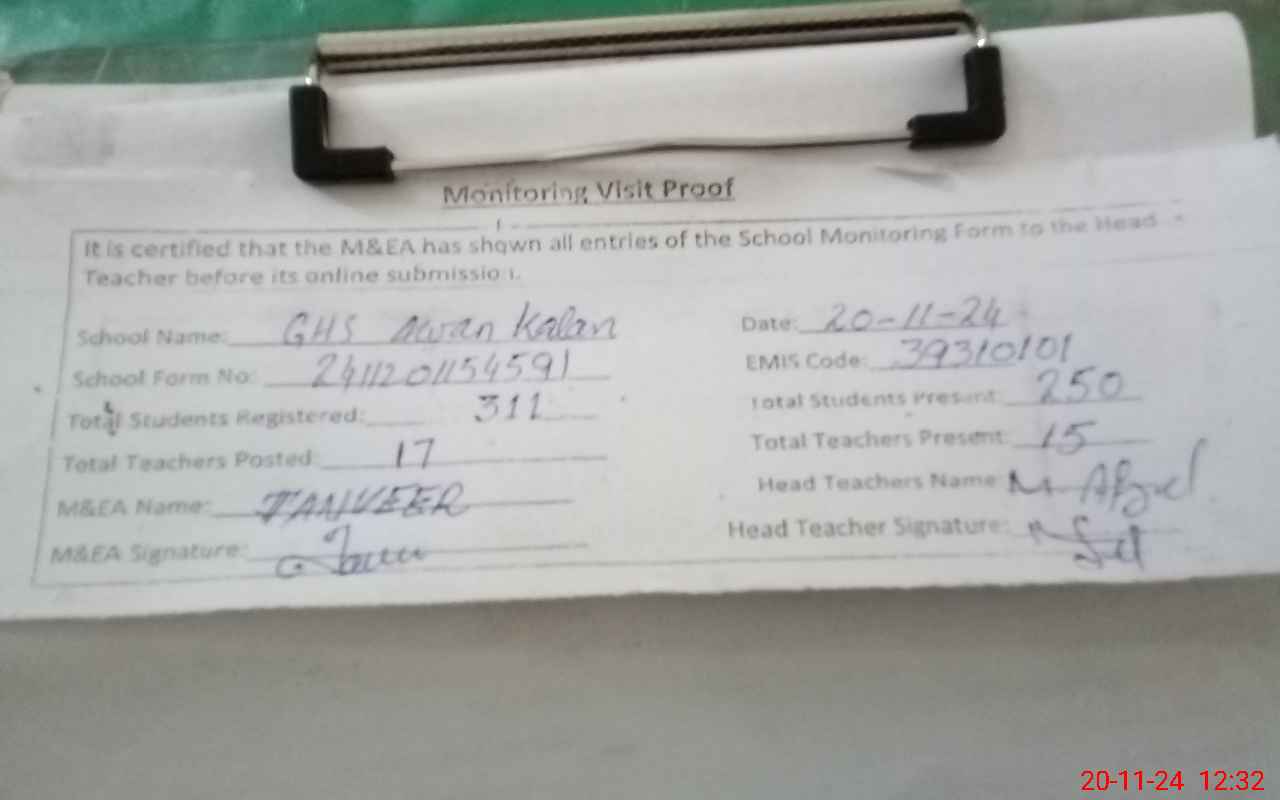 Monitoring Visit Proof
It is certified that the M&EA has shown all entries of the School Monitoring Form to the Head
Teacher before its online submission.
School Name: GHS Awan Kalan
Date: 20-11-24
School Form No: 2411201154591
EMIS Code: 39310101
Total Students Registered: 311
Total Students Present: 250
Total Teachers Posted: 17
Total Teachers Present: 15
M&EA Name: TANVEER
Head Teachers Name: M. Afzal
M&EA Signature:
Head Teacher Signature:
20-11-24 12:32